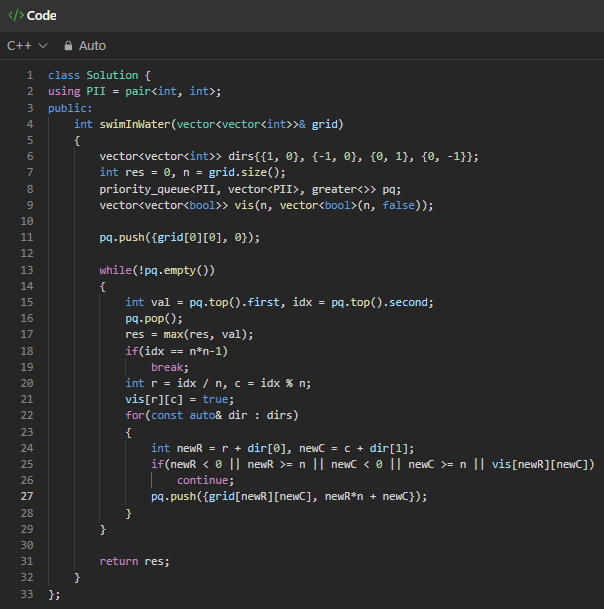 </> Code
C++ Auto
1 class Solution {
2 using PII = pair<int, int>;
3 public:
4     int swimInWater(vector<vector<int>>& grid)
5     {
6         vector<vector<int>> dirs{{1, 0}, {-1, 0}, {0, 1}, {0, -1}};
7         int res = 0, n = grid.size();
8         priority_queue<PII, vector<PII>, greater<>> pq;
9         vector<vector<bool>> vis(n, vector<bool>(n, false));
10
11         pq.push({grid[0][0], 0});
12
13         while(!pq.empty())
14         {
15             int val = pq.top().first, idx = pq.top().second;
16             pq.pop();
17             res = max(res, val);
18             if(idx == n*n-1)
19                 break;
20             int r = idx / n, c = idx % n;
21             vis[r][c] = true;
22             for(const auto& dir : dirs)
23             {
24                 int newR = r + dir[0], newC = c + dir[1];
25                 if(newR < 0 || newR >= n || newC < 0 || newC >= n || vis[newR][newC])
26                     continue;
27                 pq.push({grid[newR][newC], newR*n + newC});
28             }
29         }
30
31         return res;
32     }
33 };